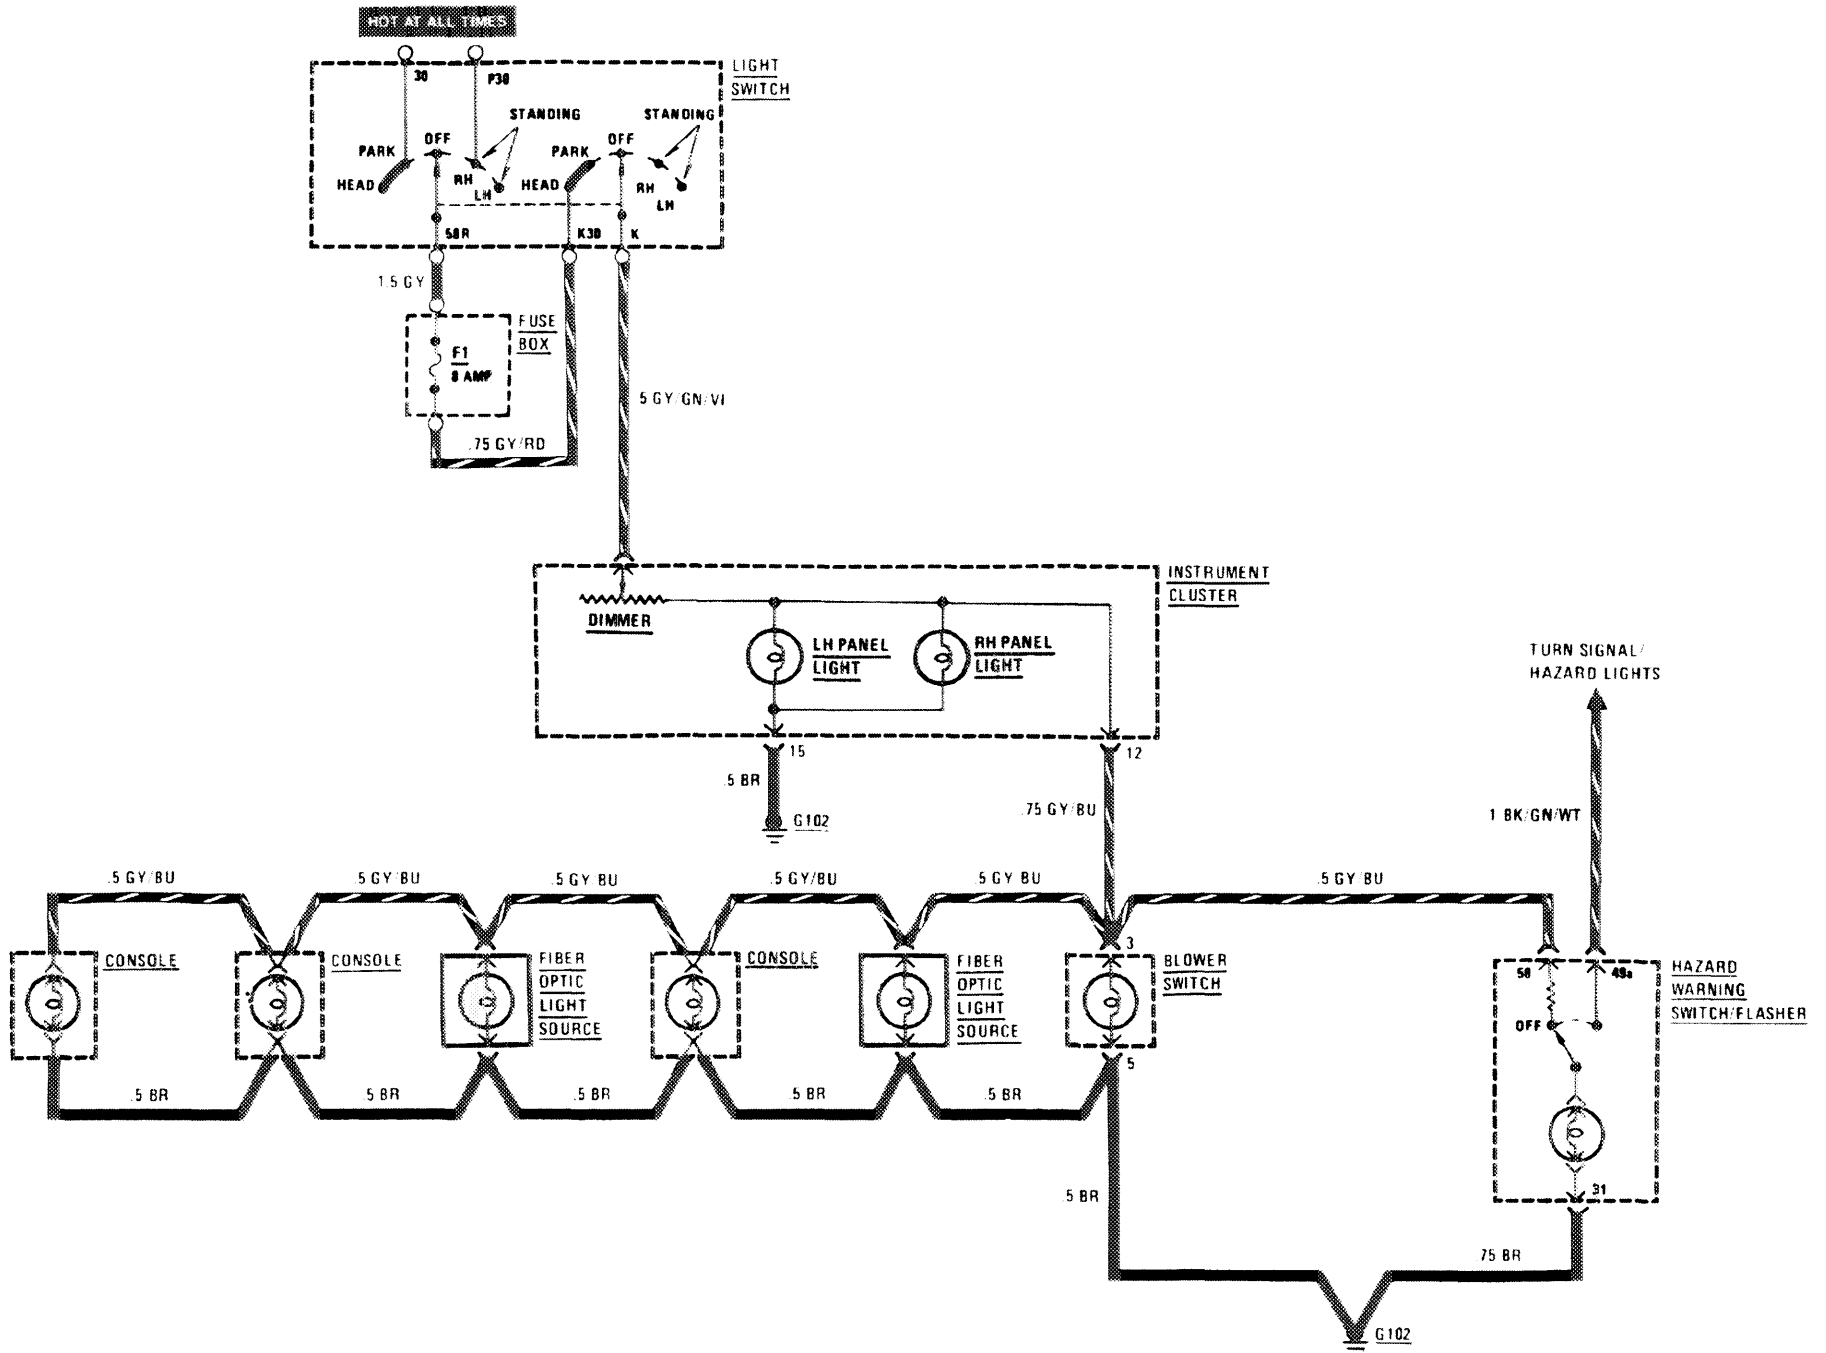 HOT AT ALL TIMES
30
P30
LIGHT
SWITCH
STANDING
STANDING
OFF
OFF
PARK
PARK
HEAD
RH
LH
HEAD
RH
LH
58R
K30
K
1.5 GY
FUSE
BOX
F1
8 AMP
.75 GY/RD
5 GY/GN/VI
INSTRUMENT
CLUSTER
DIMMER
LH PANEL
LIGHT
RH PANEL
LIGHT
TURN SIGNAL/
HAZARD LIGHTS
15
12
.5 BR
G102
.75 GY/BU
1 BK/GN/WT
.5 GY/BU
.5 GY/BU
.5 GY BU
.5 GY/BU
.5 GY BU
.5 GY BU
3
CONSOLE
CONSOLE
FIBER
OPTIC
LIGHT
SOURCE
CONSOLE
FIBER
OPTIC
LIGHT
SOURCE
BLOWER
SWITCH
58
49a
HAZARD
WARNING
SWITCH/FLASHER
OFF
5
.5 BR
.5 BR
.5 BR
.5 BR
.5 BR
.5 BR
31
75 BR
G102